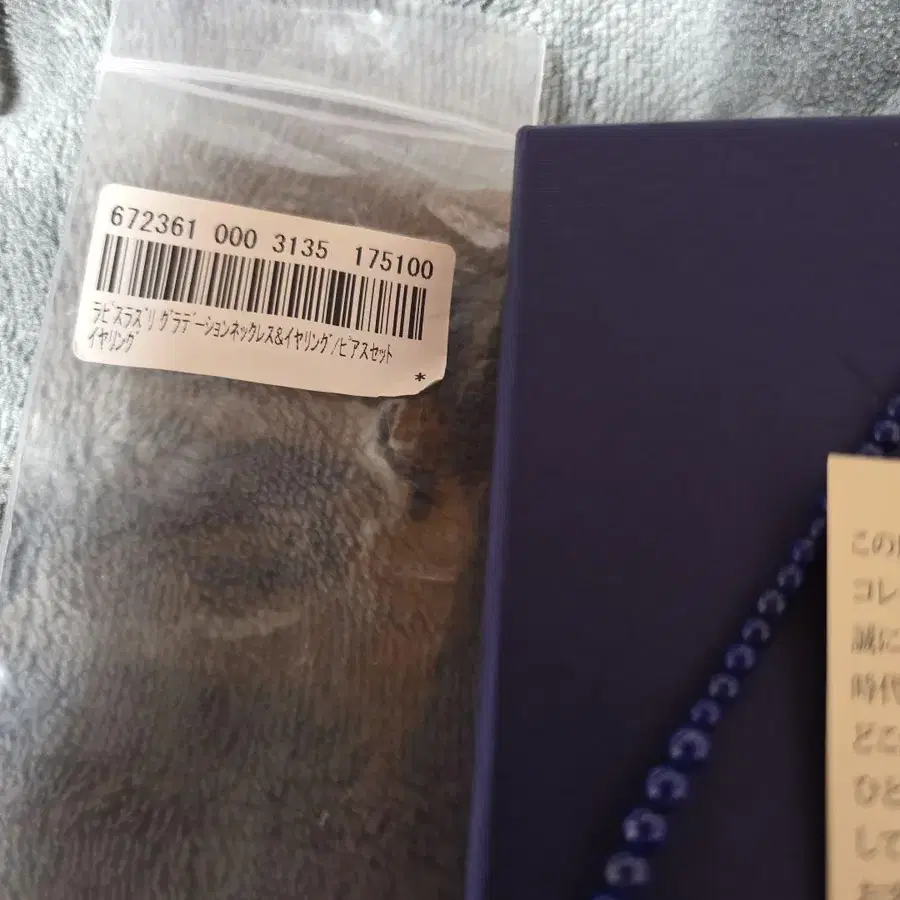 672361 000 3135 175100
ラピスラズリ グラデーションネックレス&イヤリング/ピアスセット
イヤリング
*
この
コレ
誠に
時代
どこ
ひと
して